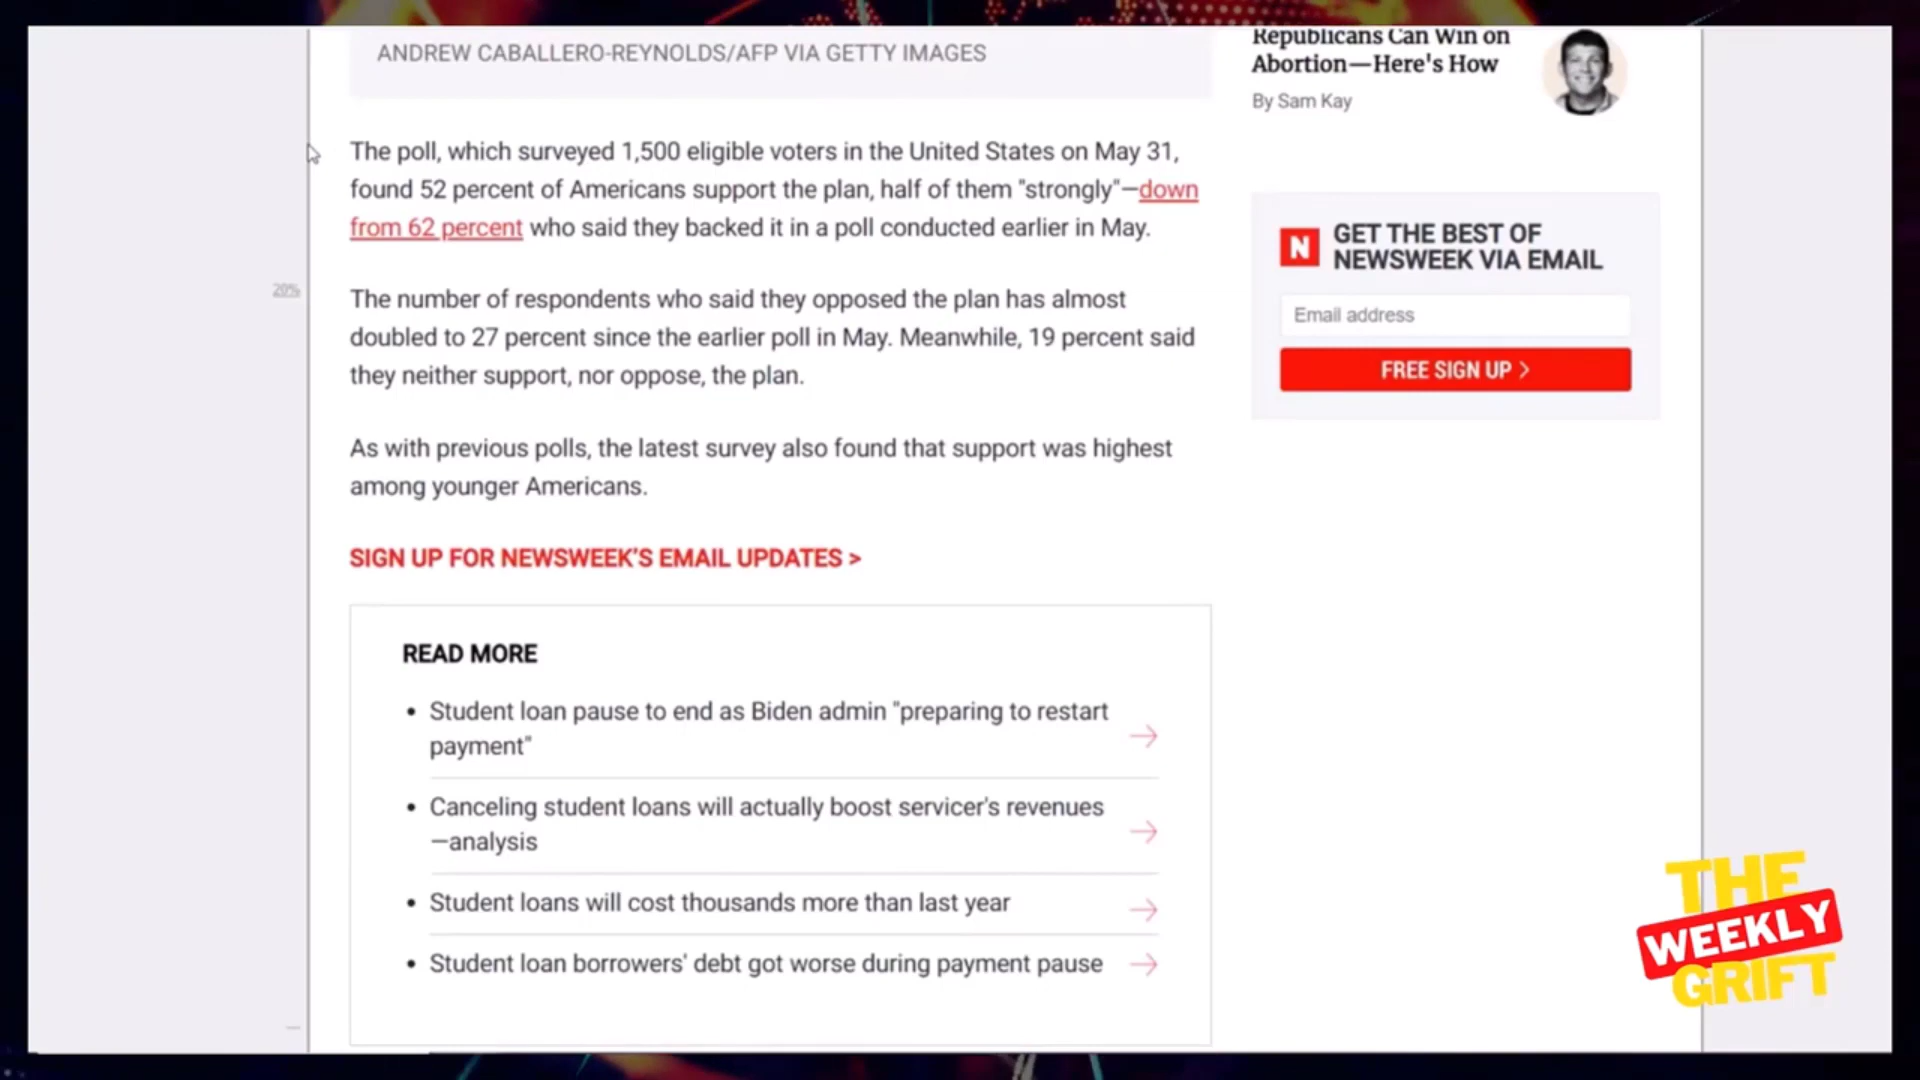 ANDREW CABALLERO-REYNOLDS/AFP VIA GETTY IMAGES
The poll, which surveyed 1,500 eligible voters in the United States on May 31,
found 52 percent of Americans support the plan, half of them "strongly"—down
from 62 percent who said they backed it in a poll conducted earlier in May.
20%
The number of respondents who said they opposed the plan has almost
doubled to 27 percent since the earlier poll in May. Meanwhile, 19 percent said
they neither support, nor oppose, the plan.
As with previous polls, the latest survey also found that support was highest
among younger Americans.
SIGN UP FOR NEWSWEEK'S EMAIL UPDATES >
READ MORE
• Student loan pause to end as Biden admin "preparing to restart
payment"
• Canceling student loans will actually boost servicer's revenues
—analysis
• Student loans will cost thousands more than last year
• Student loan borrowers' debt got worse during payment pause
Republicans Can Win on
Abortion—Here's How
By Sam Kay
N
GET THE BEST OF
NEWSWEEK VIA EMAIL
Email address
FREE SIGN UP >
THE
WEEKLY
GRIFT